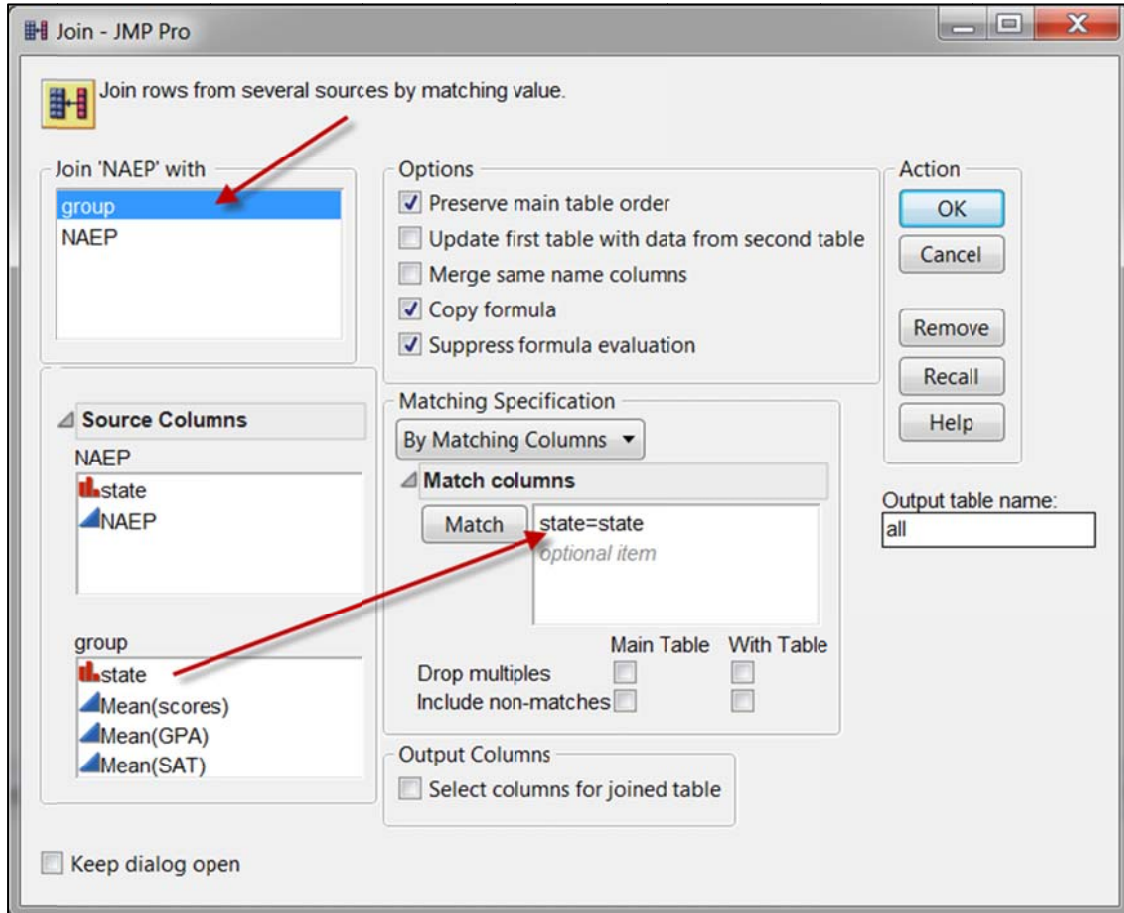 Join - JMP Pro
Join rows from several sources by matching value.
Join 'NAEP' with
group
NAEP
Options
Preserve main table order
Update first table with data from second table
Merge same name columns
Copy formula
Suppress formula evaluation
Action
OK
Cancel
Remove
Recall
Help
Source Columns
NAEP
state
NAEP
group
state
Mean(scores)
Mean(GPA)
Mean(SAT)
Matching Specification
By Matching Columns
Match columns
Match
state=state
optional item
Main Table With Table
Drop multiples
Include non-matches
Output Columns
Select columns for joined table
Output table name:
all
Keep dialog open